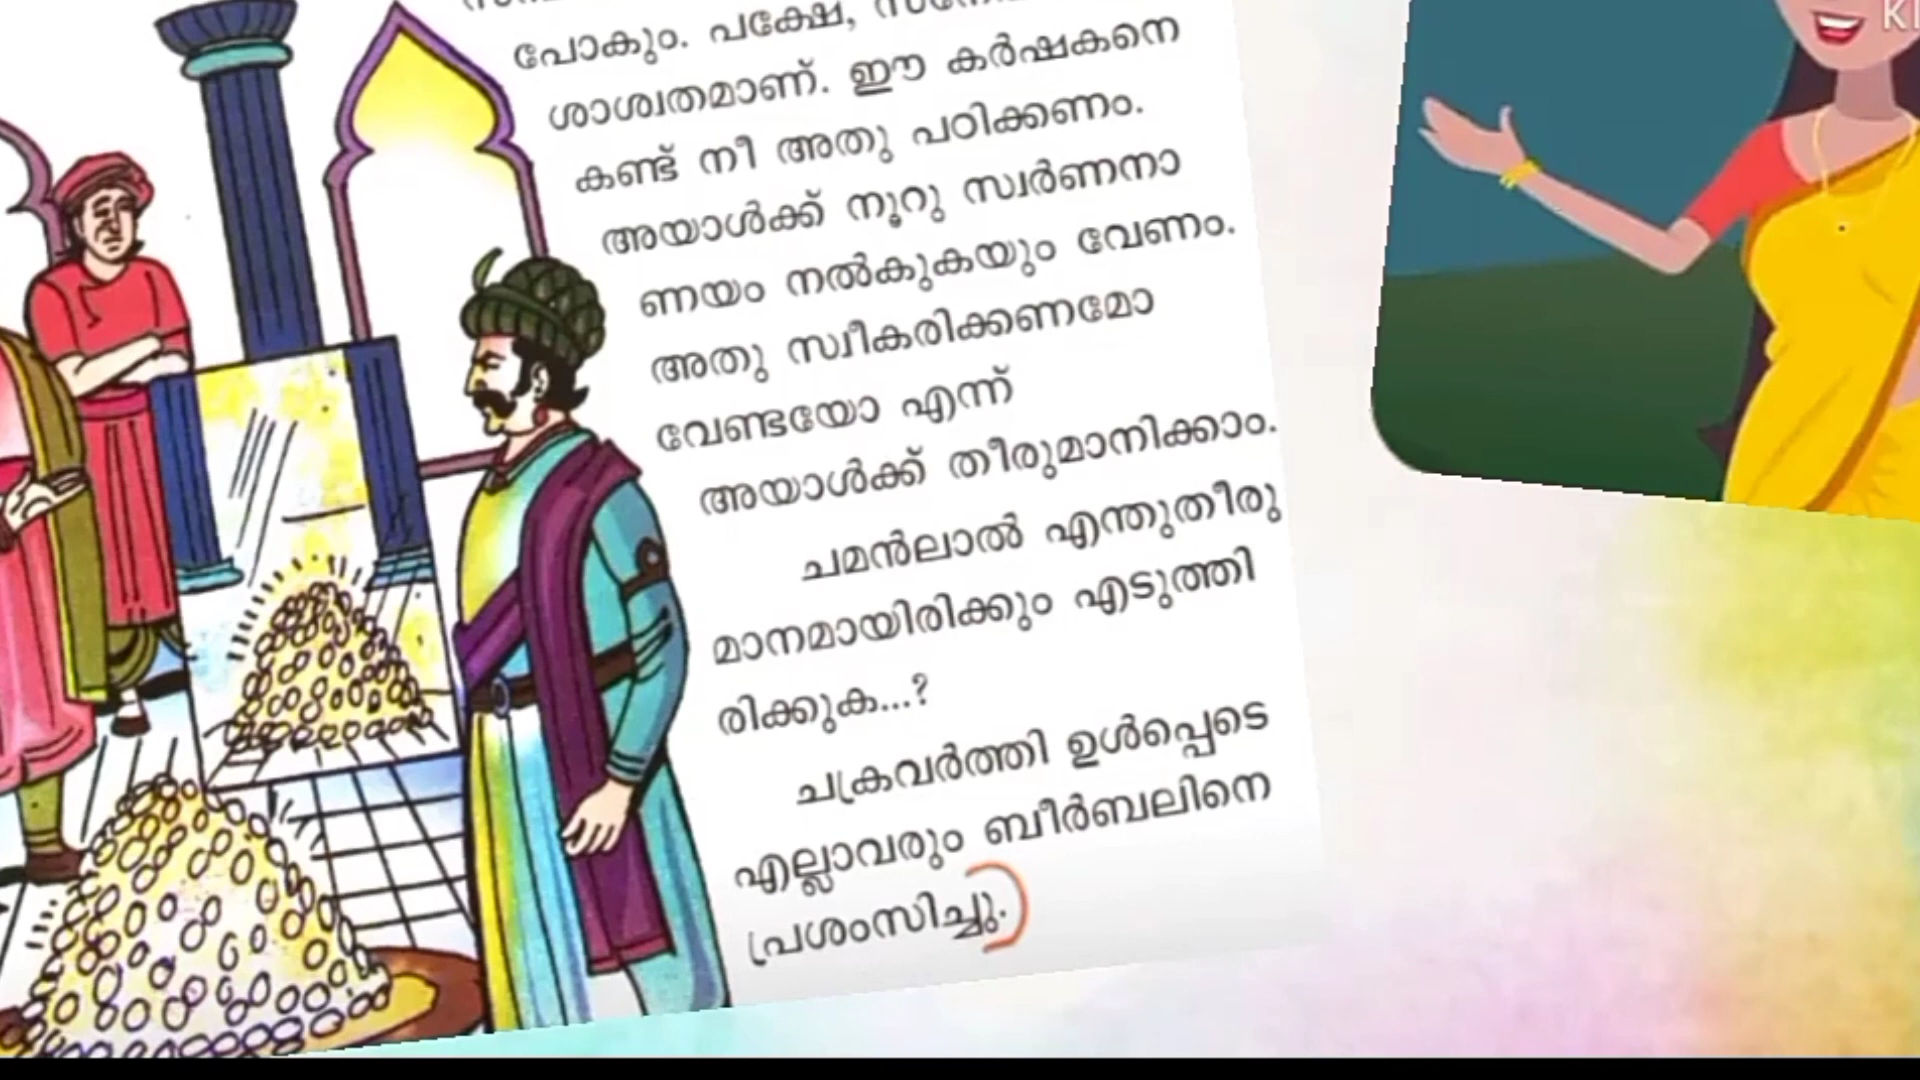 പോകും. പക്ഷേ,
ശാശ്വതമാണ്. ഈ കർഷകനെ
കണ്ട് നീ അതു പഠിക്കണം.
അയാൾക്ക് നൂറു സ്വർണനാ
ണയം നൽകുകയും വേണം.
അതു സ്വീകരിക്കണമോ
വേണ്ടയോ എന്ന്
അയാൾക്ക് തീരുമാനിക്കാം.
ചമൻലാൽ എന്തുതീരു
മാനമായിരിക്കും എടുത്തി
രിക്കുക...?
ചക്രവർത്തി ഉൾപ്പെടെ
എല്ലാവരും ബീർബലിനെ
പ്രശംസിച്ചു.